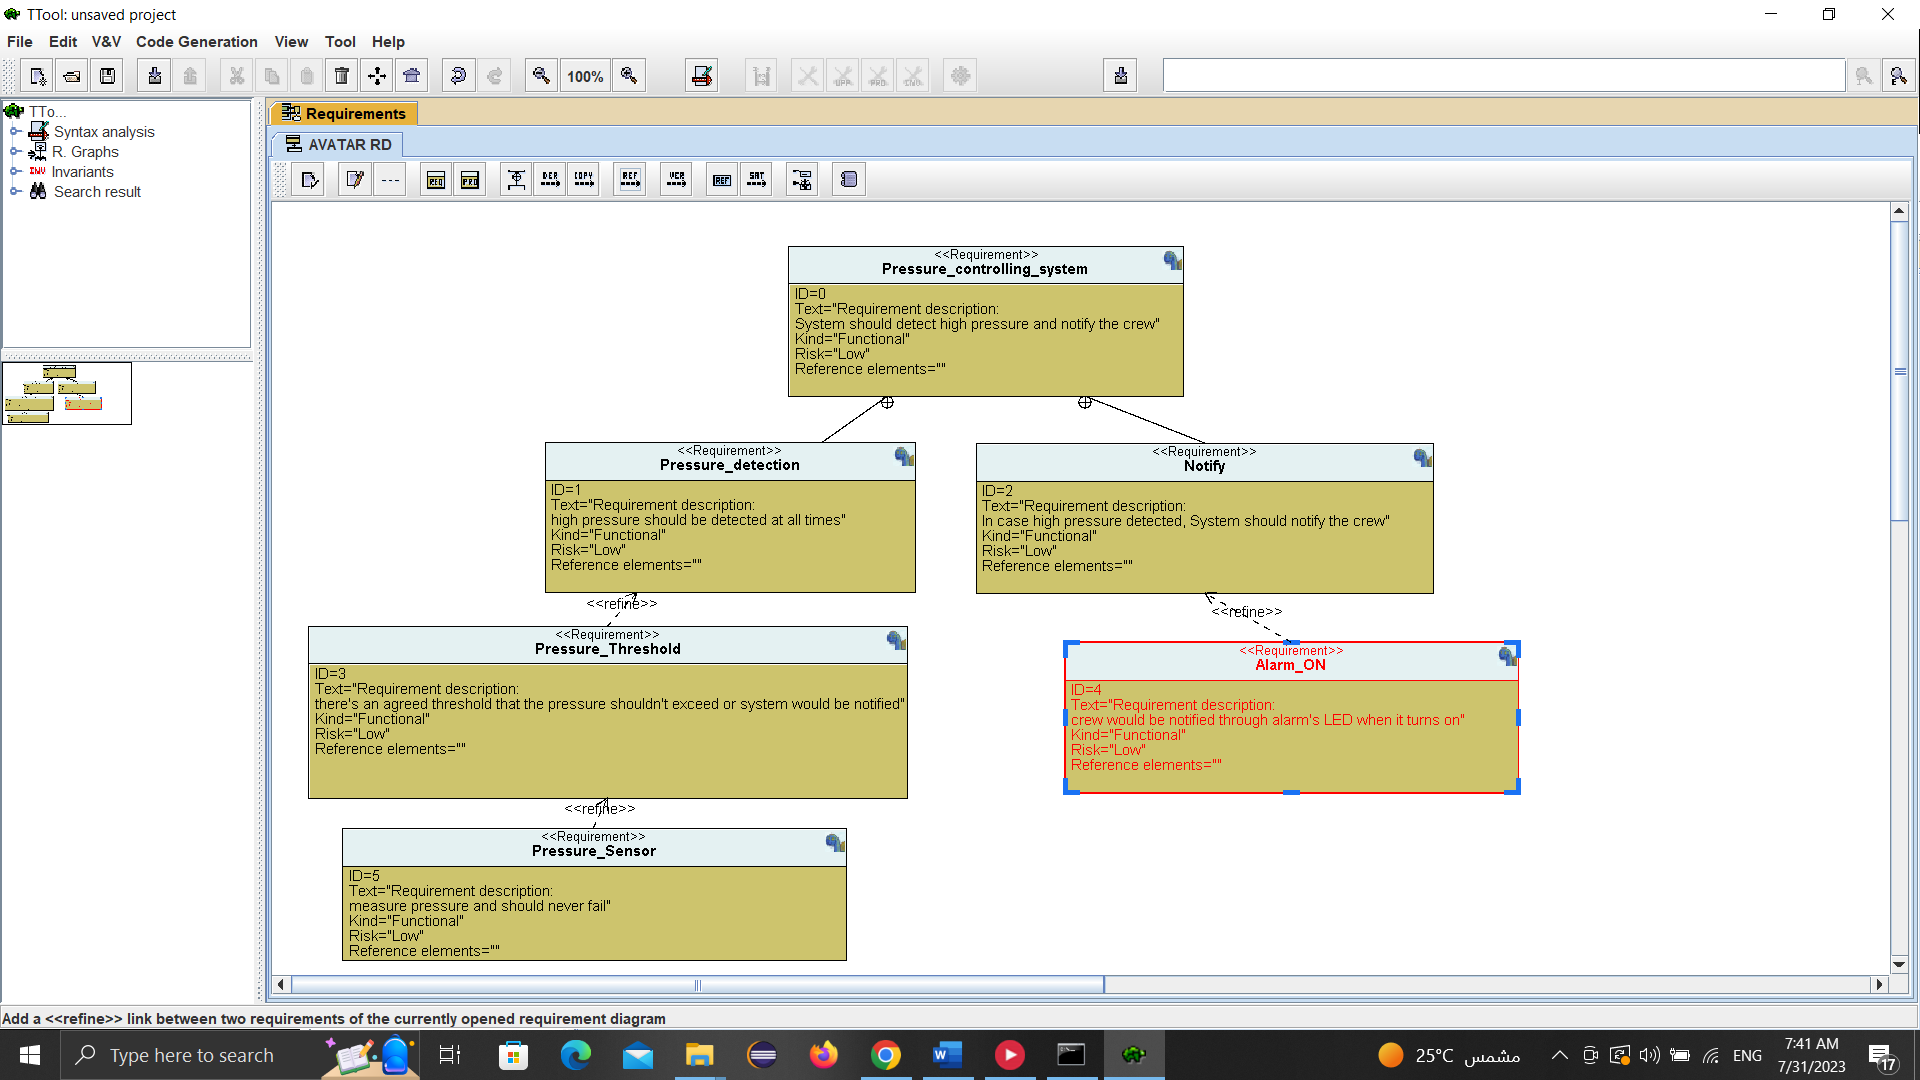 TTool: unsaved project
File Edit V&V Code Generation View Tool Help
100%
TTo...
Syntax analysis
R. Graphs
INV Invariants
Search result
Requirements
AVATAR RD
REQ PRO DER COPY REF VER REF SAT
<<Requirement>>
Pressure_controlling_system
ID=0
Text="Requirement description:
System should detect high pressure and notify the crew"
Kind="Functional"
Risk="Low"
Reference elements=""
<<Requirement>>
Pressure_detection
ID=1
Text="Requirement description:
high pressure should be detected at all times"
Kind="Functional"
Risk="Low"
Reference elements=""
<<Requirement>>
Notify
ID=2
Text="Requirement description:
In case high pressure detected, System should notify the crew"
Kind="Functional"
Risk="Low"
Reference elements=""
<<refine>>
<<refine>>
<<Requirement>>
Pressure_Threshold
ID=3
Text="Requirement description:
there's an agreed threshold that the pressure shouldn't exceed or system would be notified"
Kind="Functional"
Risk="Low"
Reference elements=""
<<Requirement>>
Alarm_ON
ID=4
Text="Requirement description:
crew would be notified through alarm's LED when it turns on"
Kind="Functional"
Risk="Low"
Reference elements=""
<<refine>>
<<Requirement>>
Pressure_Sensor
ID=5
Text="Requirement description:
measure pressure and should never fail"
Kind="Functional"
Risk="Low"
Reference elements=""
Add a <<refine>> link between two requirements of the currently opened requirement diagram
Type here to search
25°C مشمس
ENG
7:41 AM
7/31/2023
17